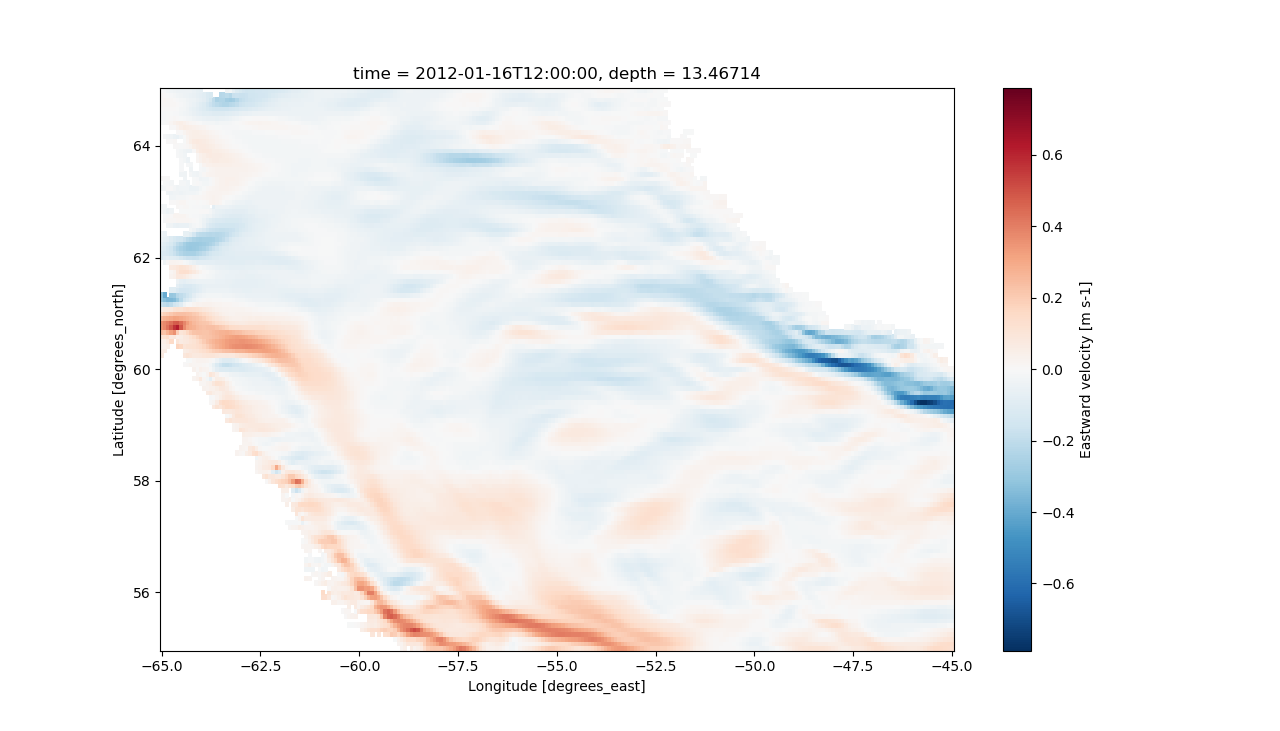 time = 2012-01-16T12:00:00, depth = 13.46714
64
62
60
58
56
Latitude [degrees_north]
−65.0 −62.5 −60.0 −57.5 −55.0 −52.5 −50.0 −47.5 −45.0
Longitude [degrees_east]
0.6
0.4
0.2
0.0
−0.2
−0.4
−0.6
Eastward velocity [m s-1]